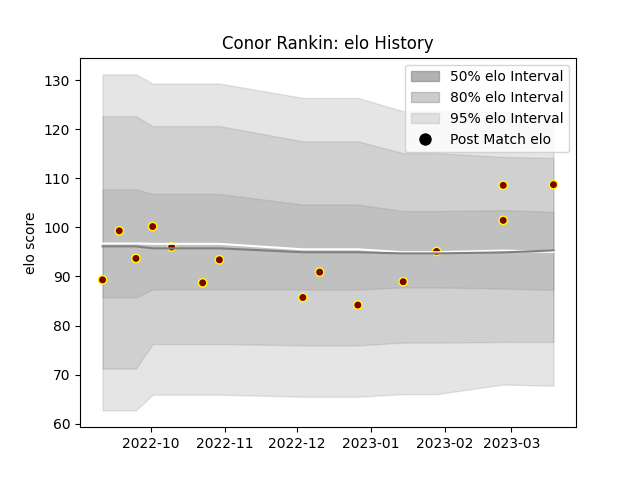 Conor Rankin: elo History
50% elo Interval
80% elo Interval
95% elo Interval
Post Match elo
elo score
130
120
110
100
90
80
70
60
2022-10 2022-11 2022-12 2023-01 2023-02 2023-03